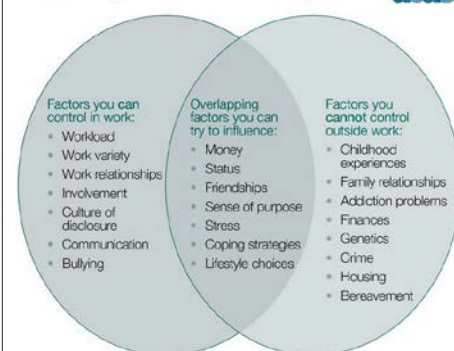 Factors you can
control in work:
• Workload
• Work variety
• Work relationships
• Involvement
• Culture of
disclosure
• Communication
• Bullying
Overlapping
factors you can
try to influence:
• Money
• Status
• Friendships
• Sense of purpose
• Stress
• Coping strategies
• Lifestyle choices
Factors you
cannot control
outside work:
• Childhood
experiences
• Family relationships
• Addiction problems
• Finances
• Genetics
• Crime
• Housing
• Bereavement